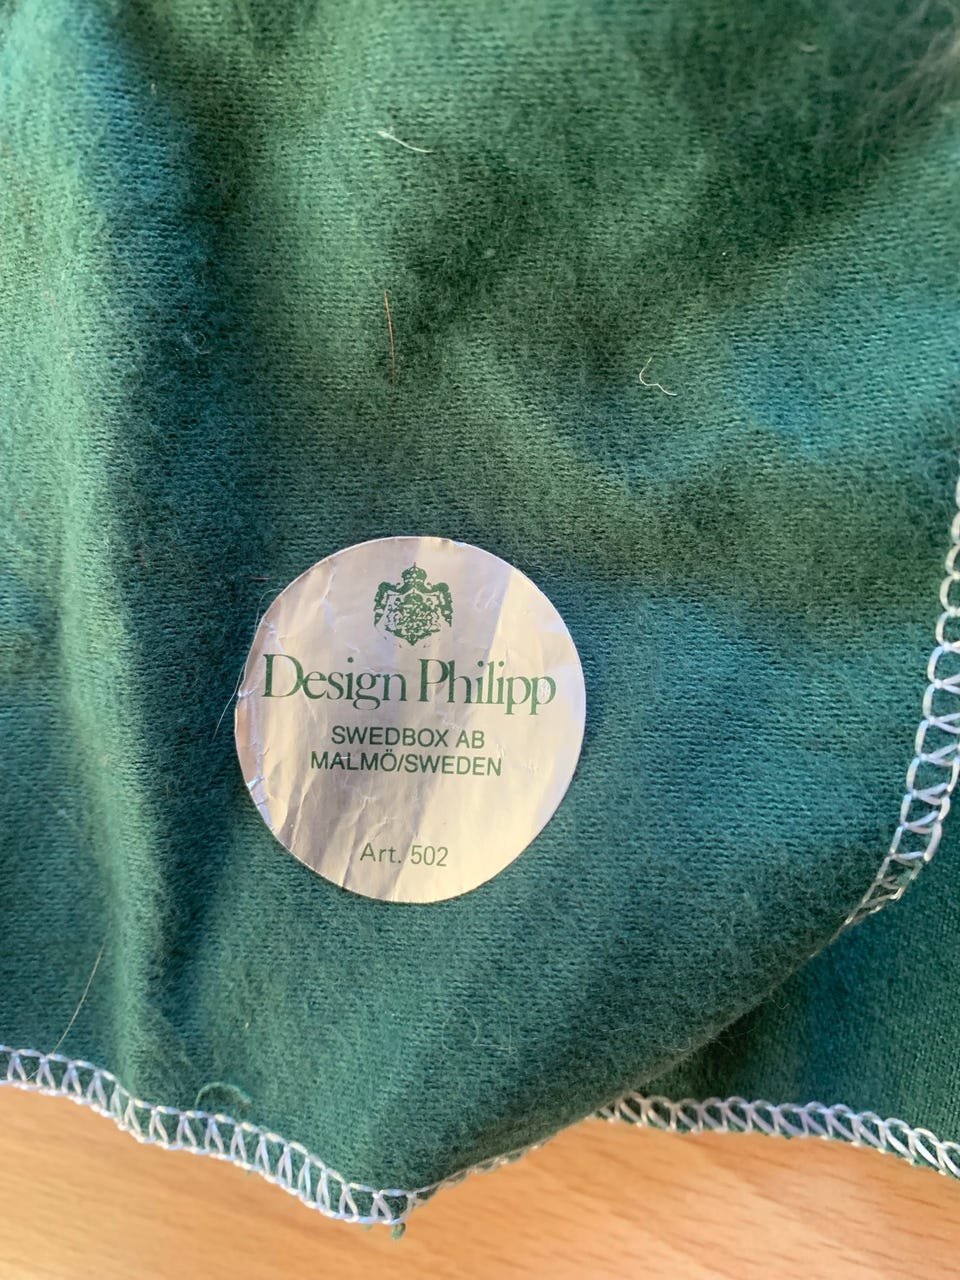 Design Philipp
SWEDBOX AB
MALMÖ/SWEDEN
Art. 502